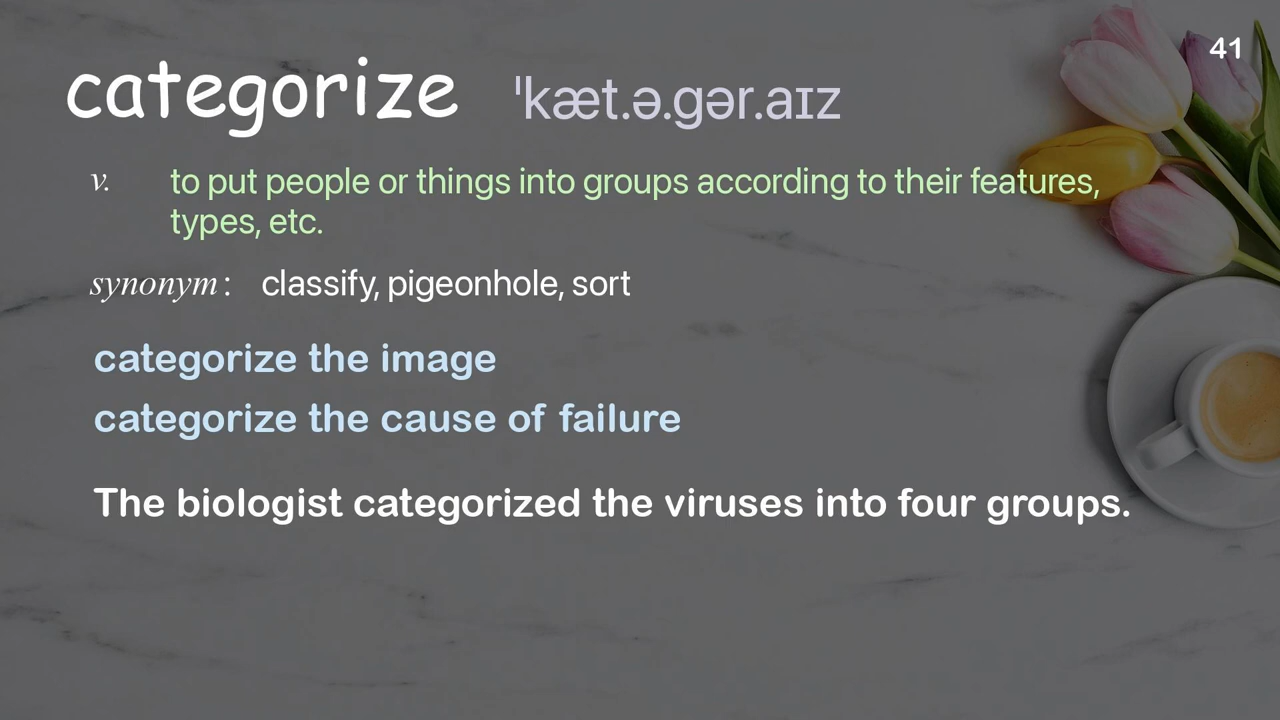 41
categorize ˈkæt.ə.gər.aɪz
v. to put people or things into groups according to their features,
types, etc.
synonym : classify, pigeonhole, sort
categorize the image
categorize the cause of failure
The biologist categorized the viruses into four groups.